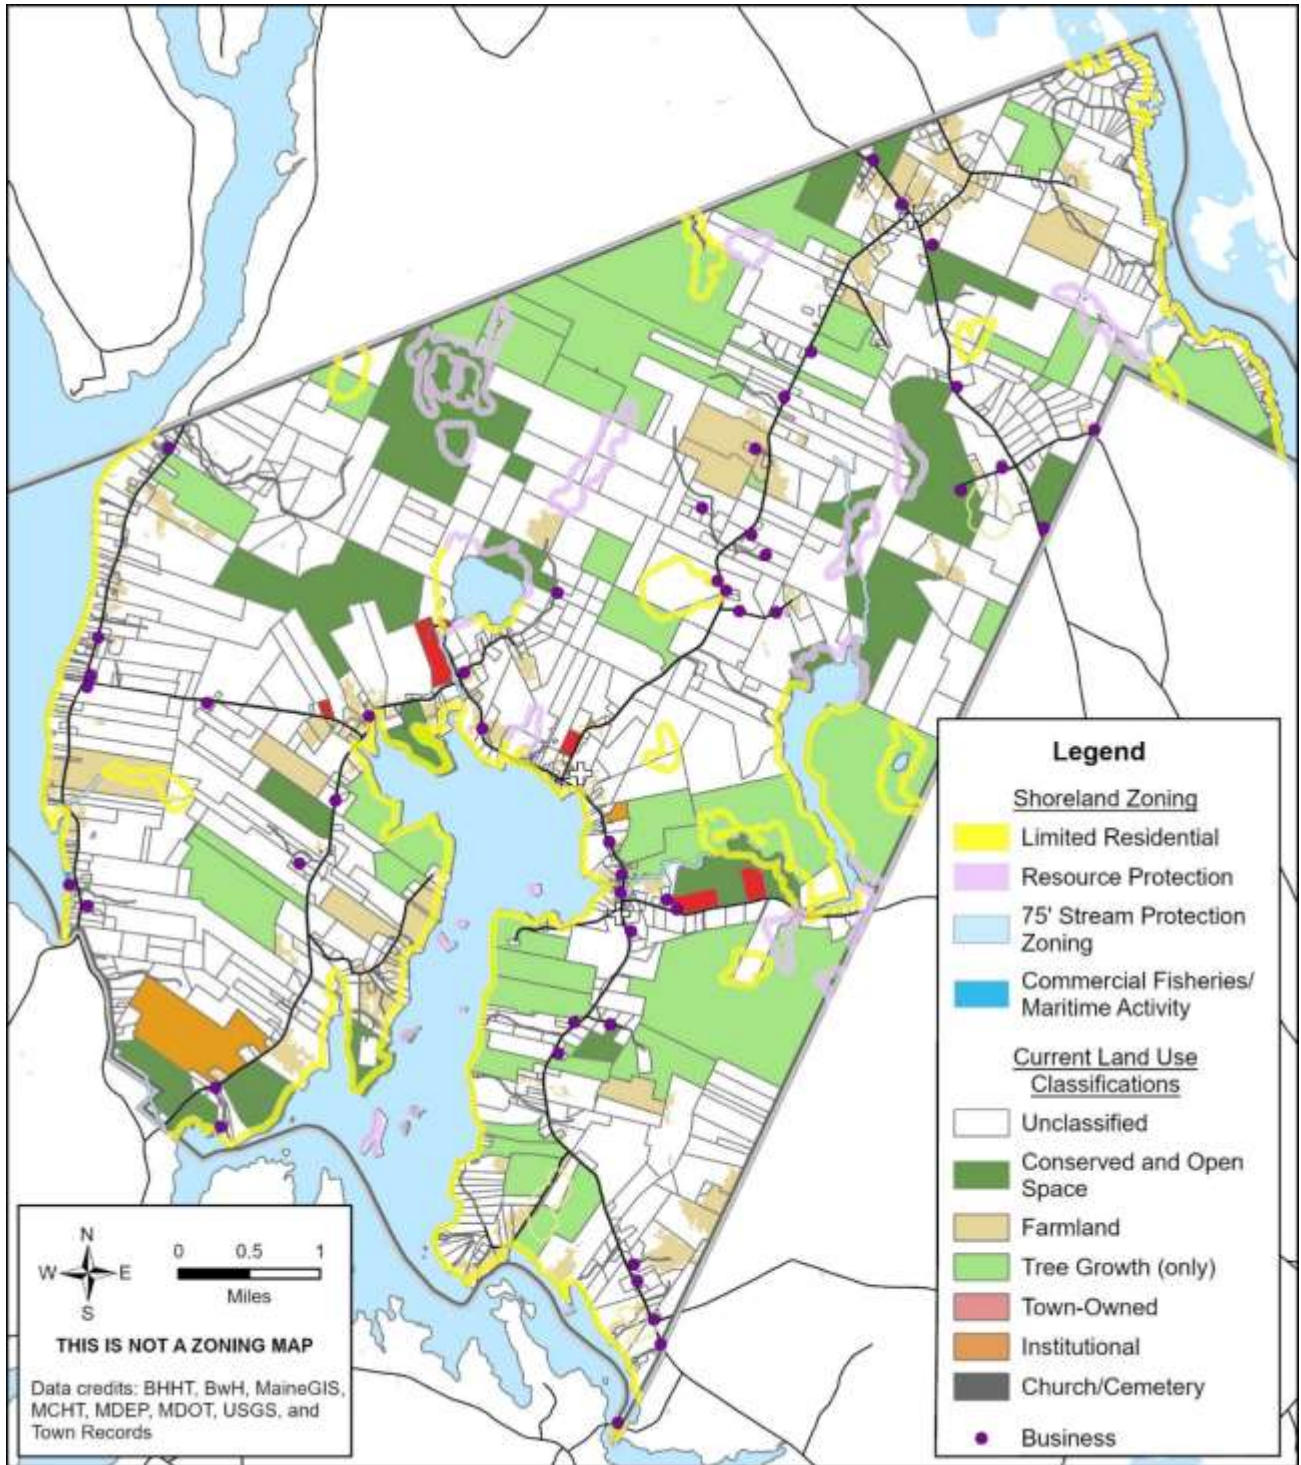 Legend
Shoreland Zoning
Limited Residential
Resource Protection
75' Stream Protection
Zoning
Commercial Fisheries/
Maritime Activity
Current Land Use
Classifications
Unclassified
Conserved and Open
Space
Farmland
Tree Growth (only)
Town-Owned
Institutional
Church/Cemetery
Business
N
W E
S
0 0.5 1
Miles
THIS IS NOT A ZONING MAP
Data credits: BHHT, BwH, MaineGIS,
MCHT, MDEP, MDOT, USGS, and
Town Records